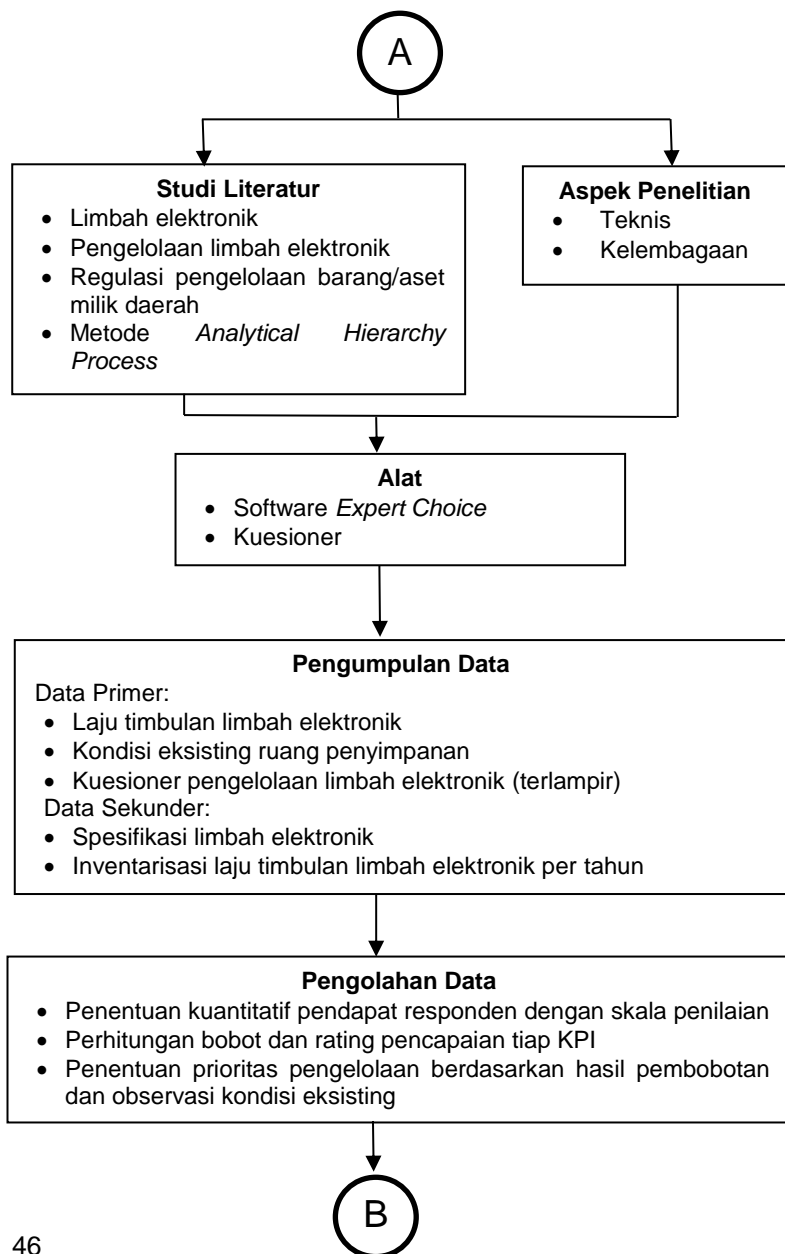 A
Studi Literatur
• Limbah elektronik
• Pengelolaan limbah elektronik
• Regulasi pengelolaan barang/aset
milik daerah
• Metode Analytical Hierarchy
Process
Aspek Penelitian
• Teknis
• Kelembagaan
Alat
• Software Expert Choice
• Kuesioner
Pengumpulan Data
Data Primer:
• Laju timbulan limbah elektronik
• Kondisi eksisting ruang penyimpanan
• Kuesioner pengelolaan limbah elektronik (terlampir)
Data Sekunder:
• Spesifikasi limbah elektronik
• Inventarisasi laju timbulan limbah elektronik per tahun
Pengolahan Data
• Penentuan kuantitatif pendapat responden dengan skala penilaian
• Perhitungan bobot dan rating pencapaian tiap KPI
• Penentuan prioritas pengelolaan berdasarkan hasil pembobotan
dan observasi kondisi eksisting
B
46